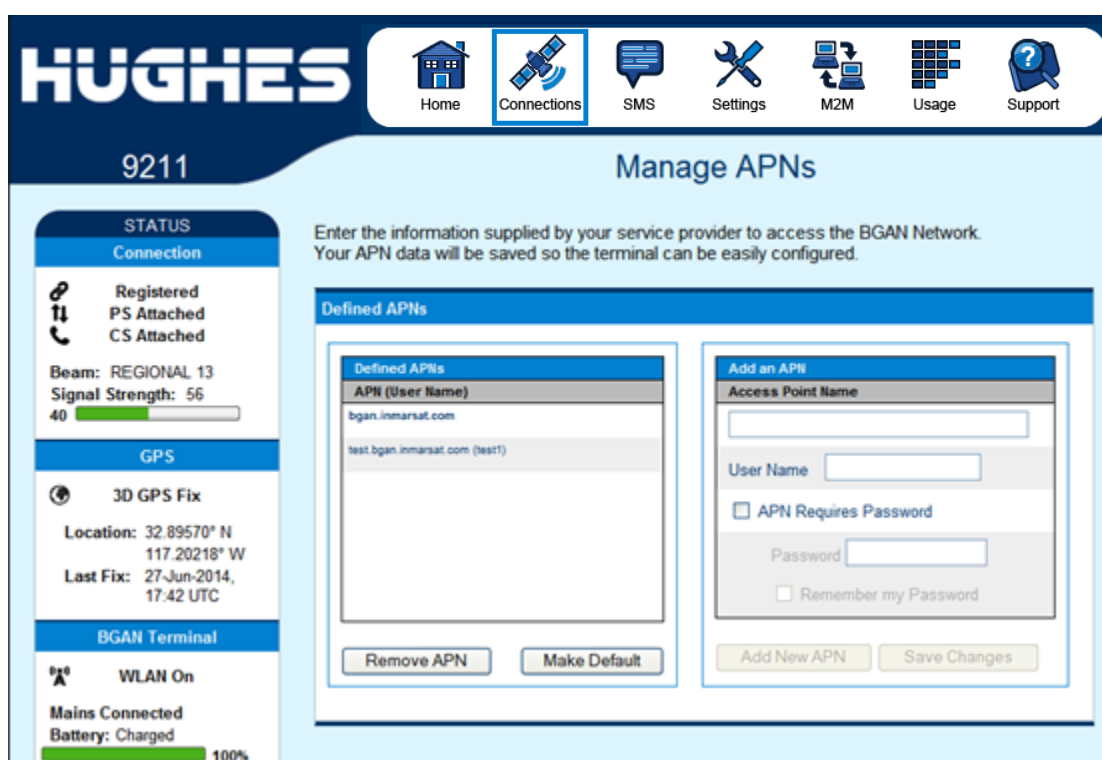 HUGHES
Home
Connections
SMS
Settings
M2M
Usage
Support
?
9211
Manage APNs
STATUS
Connection
Registered
PS Attached
CS Attached
Beam: REGIONAL 13
Signal Strength: 56
40
GPS
3D GPS Fix
Location: 32.89570° N
117.20218° W
Last Fix: 27-Jun-2014,
17:42 UTC
BGAN Terminal
WLAN On
Mains Connected
Battery: Charged
100%
Enter the information supplied by your service provider to access the BGAN Network.
Your APN data will be saved so the terminal can be easily configured.
Defined APNs
Defined APNs
APN (User Name)
bgan.inmarsat.com
test.bgan.inmarsat.com (test1)
Remove APN
Make Default
Add an APN
Access Point Name
User Name
APN Requires Password
Password
Remember my Password
Add New APN
Save Changes